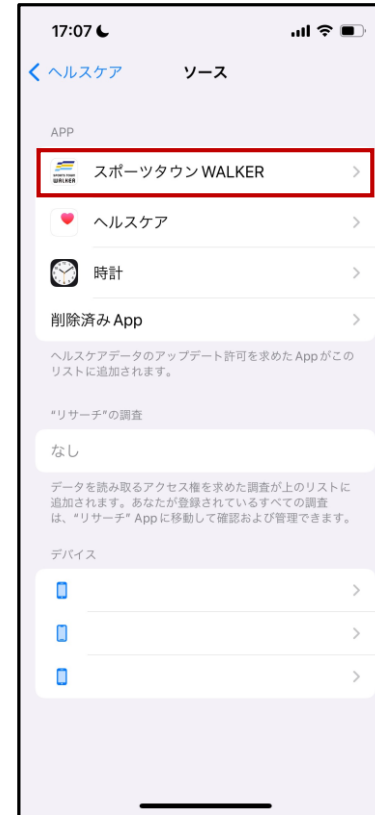 17:07
ヘルスケア
ソース
APP
スポーツタウン WALKER
ヘルスケア
時計
削除済み App
ヘルスケアデータのアップデート許可を求めた App がこの
リストに追加されます。
“リサーチ”の調査
なし
データを読み取るアクセス権を求めた調査が上のリストに
追加されます。あなたが登録されているすべての調査
は、“リサーチ” App に移動して確認および管理できます。
デバイス